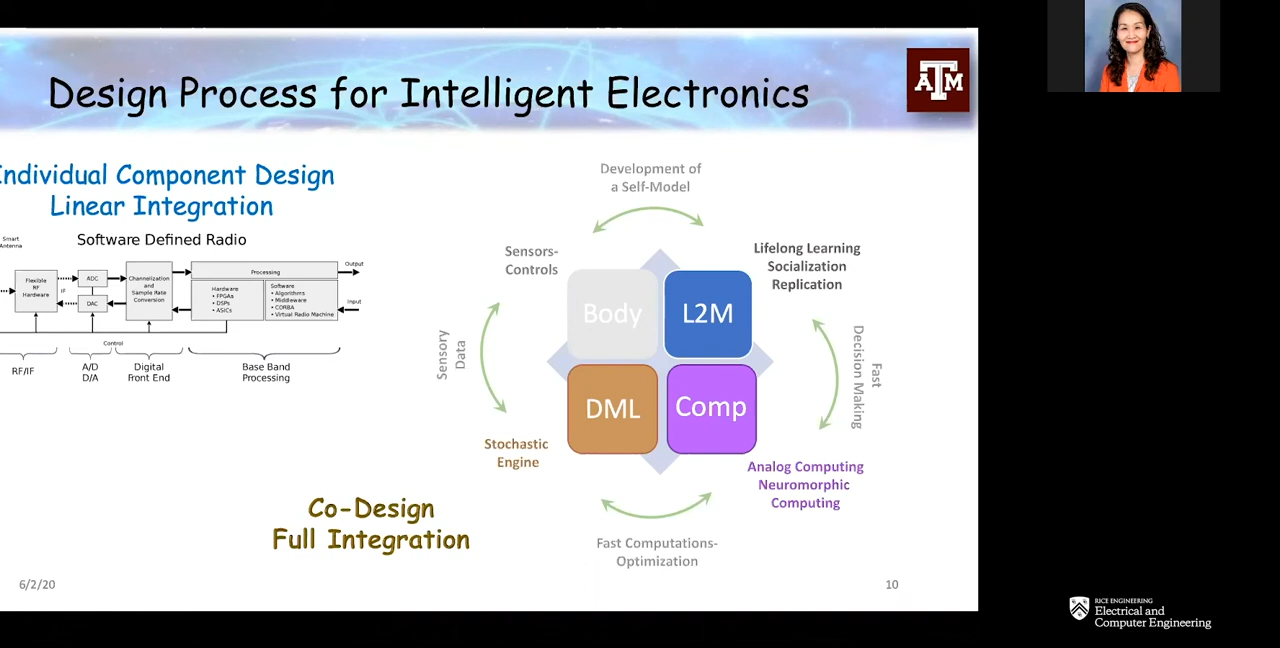 Design Process for Intelligent Electronics
ATM
Individual Component Design
Linear Integration
Software Defined Radio
Smart
Antenna
Flexible
RF
Hardware
IF
ADC
DAC
Channelization
and
Sample Rate
Conversion
Processing
Hardware
• FPGAs
• DSPs
• ASICs
Software
• Algorithms
• Middleware
• CORBA
• Virtual Radio Machine
Output
Input
Control
RF/IF
A/D
D/A
Digital
Front End
Base Band
Processing
Co-Design
Full Integration
Development of
a Self-Model
Sensors-
Controls
Lifelong Learning
Socialization
Replication
Body
L2M
DML
Comp
Sensory
Data
Fast
Decision Making
Stochastic
Engine
Analog Computing
Neuromorphic
Computing
Fast Computations-
Optimization
6/2/20
10
RICE ENGINEERING
Electrical and
Computer Engineering